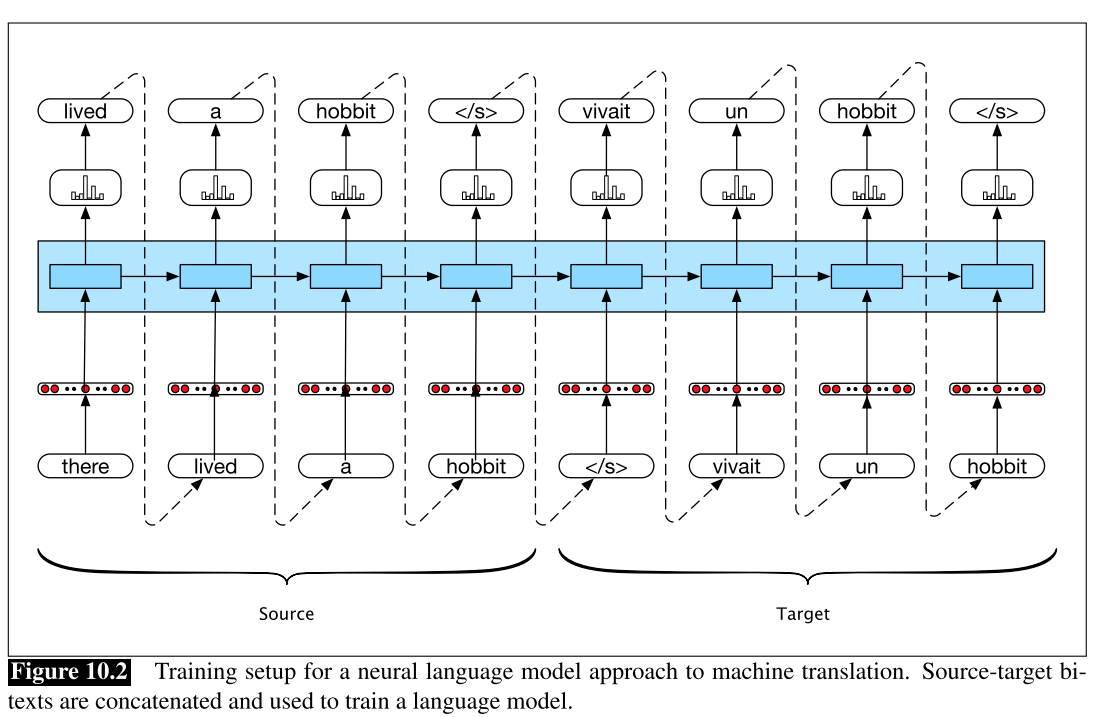 lived a hobbit </s> vivait un hobbit </s>
there lived a hobbit </s> vivait un hobbit
Source Target
Figure 10.2 Training setup for a neural language model approach to machine translation. Source-target bi-
texts are concatenated and used to train a language model.